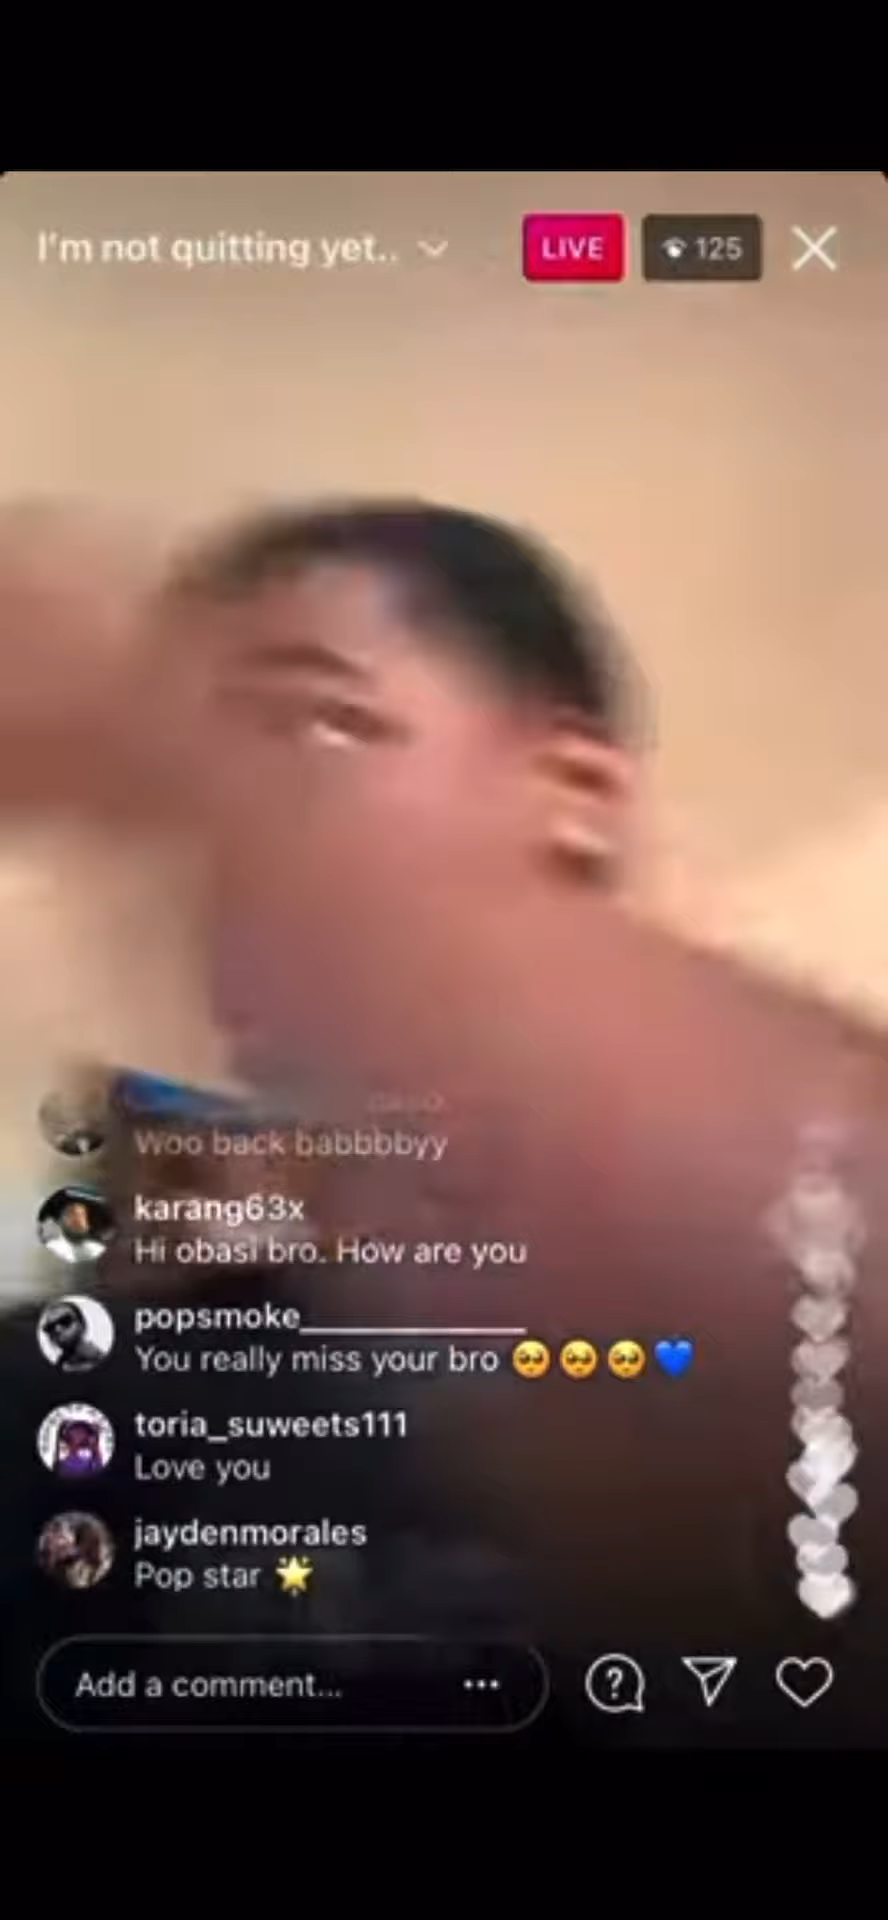 I'm not quitting yet..
LIVE
125
Woo back babbbbyy
karang63x
Hi obasi bro. How are you
popsmoke____________
You really miss your bro 🥺 🥺 🥺 💙
toria_suweets111
Love you
jaydenmorales
Pop star 🌟
Add a comment...